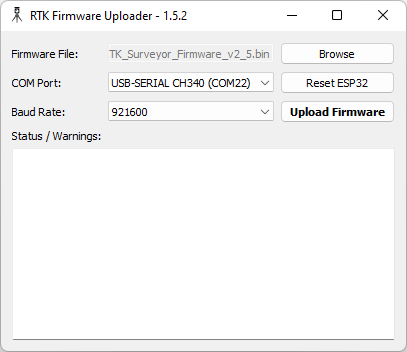 RTK Firmware Uploader - 1.5.2
Firmware File: TK_Surveyor_Firmware_v2_5.bin Browse
COM Port: USB-SERIAL CH340 (COM22) Reset ESP32
Baud Rate: 921600 Upload Firmware
Status / Warnings: